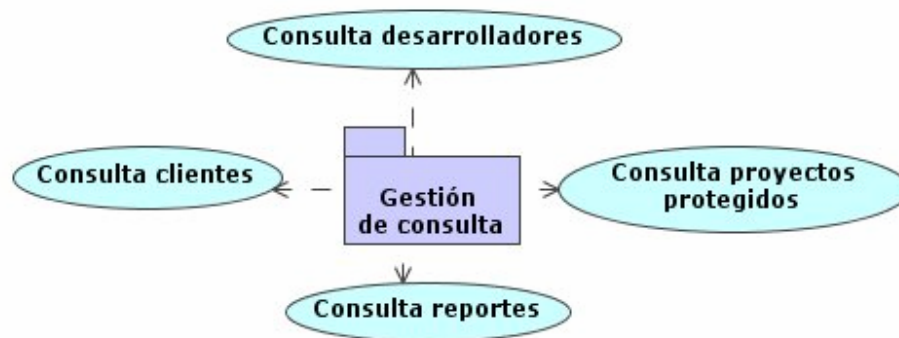 Consulta desarrolladores
Consulta clientes
Gestión
de consulta
Consulta proyectos
protegidos
Consulta reportes